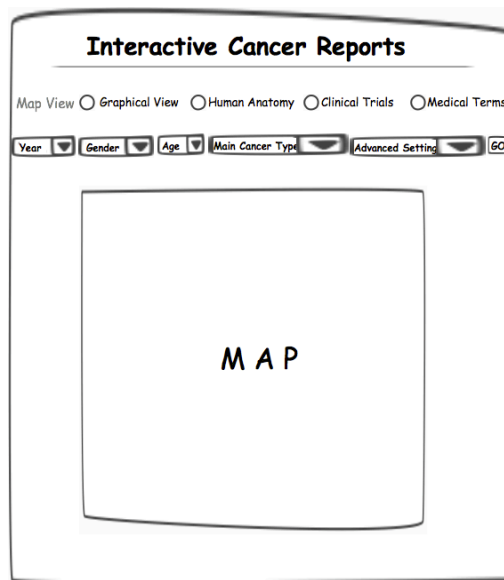 Interactive Cancer Reports
Map View Graphical View Human Anatomy Clinical Trials Medical Terms
Year Gender Age Main Cancer Type Advanced Setting GO
MAP